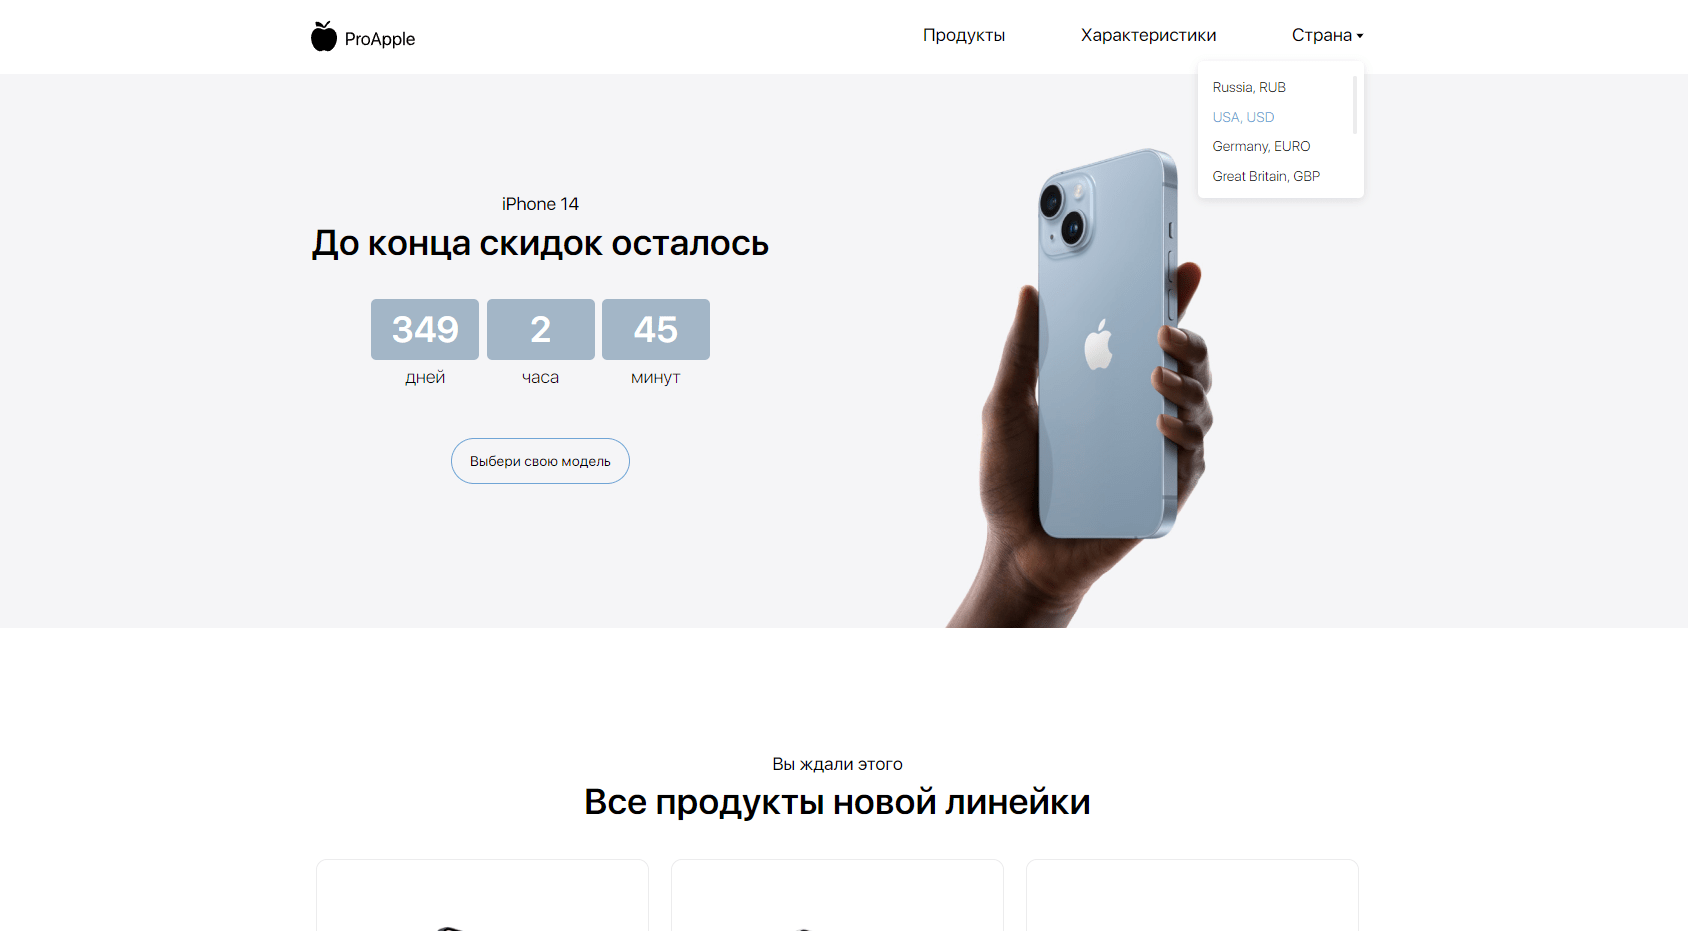 ProApple
Продукты
Характеристики
Страна
Russia, RUB
USA, USD
Germany, EURO
Great Britain, GBP
iPhone 14
До конца скидок осталось
349 2 45
дней часа минут
Выбери свою модель
Вы ждали этого
Все продукты новой линейки